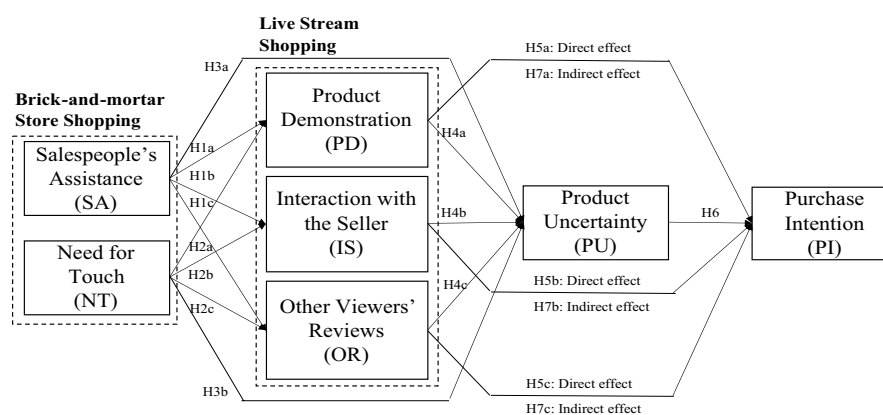 Live Stream
Shopping
Brick-and-mortar
Store Shopping
Salespeople's
Assistance
(SA)
Need for
Touch
(NT)
H3a
H1a
H1b
H1c
H2a
H2b
H2c
H3b
Product
Demonstration
(PD)
Interaction with
the Seller
(IS)
Other Viewers'
Reviews
(OR)
H4a
H4b
H4c
H5a: Direct effect
H7a: Indirect effect
Product
Uncertainty
(PU)
H6
Purchase
Intention
(PI)
H5b: Direct effect
H7b: Indirect effect
H5c: Direct effect
H7c: Indirect effect